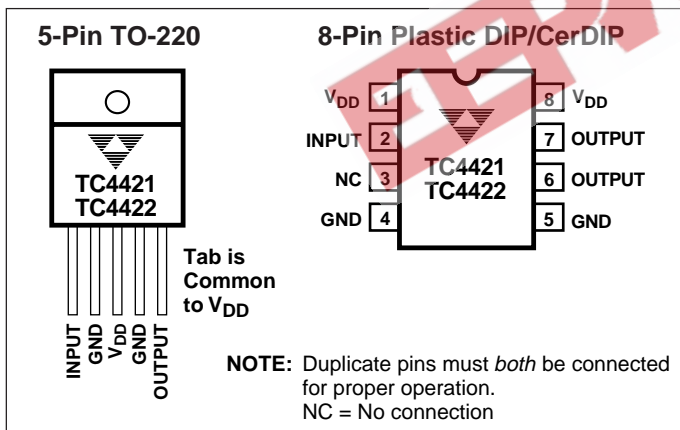 5-Pin TO-220
8-Pin Plastic DIP/CerDIP
TC4421
TC4422
Tab is
Common
to VDD
INPUT
GND
VDD
GND
OUTPUT
VDD 1
INPUT 2
NC 3
GND 4
8 VDD
7 OUTPUT
6 OUTPUT
5 GND
TC4421
TC4422
NOTE: Duplicate pins must both be connected
for proper operation.
NC = No connection